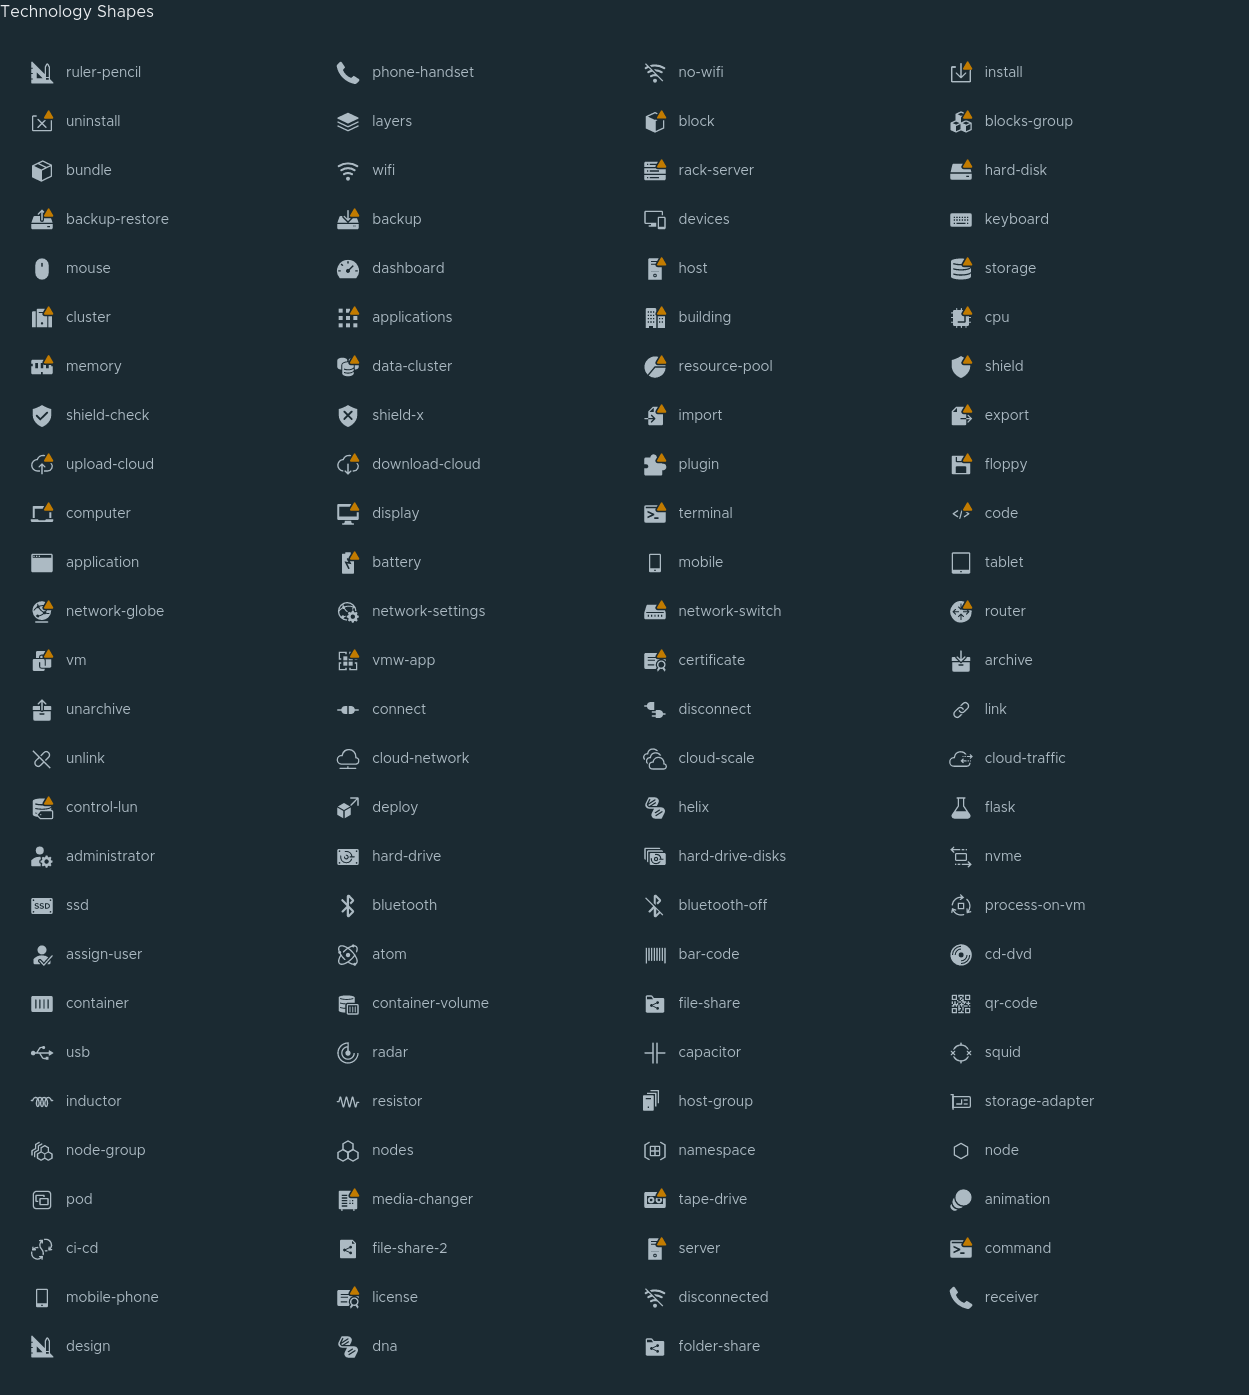 Technology Shapes
ruler-pencil phone-handset no-wifi install
uninstall layers block blocks-group
bundle wifi rack-server hard-disk
backup-restore backup devices keyboard
mouse dashboard host storage
cluster applications building cpu
memory data-cluster resource-pool shield
shield-check shield-x import export
upload-cloud download-cloud plugin floppy
computer display terminal code
application battery mobile tablet
network-globe network-settings network-switch router
vm vmw-app certificate archive
unarchive connect disconnect link
unlink cloud-network cloud-scale cloud-traffic
control-lun deploy helix flask
administrator hard-drive hard-drive-disks nvme
SSD ssd bluetooth bluetooth-off process-on-vm
assign-user atom bar-code cd-dvd
container container-volume file-share qr-code
usb radar capacitor squid
inductor resistor host-group storage-adapter
node-group nodes namespace node
pod media-changer tape-drive animation
ci-cd file-share-2 server command
mobile-phone license disconnected receiver
design dna folder-share